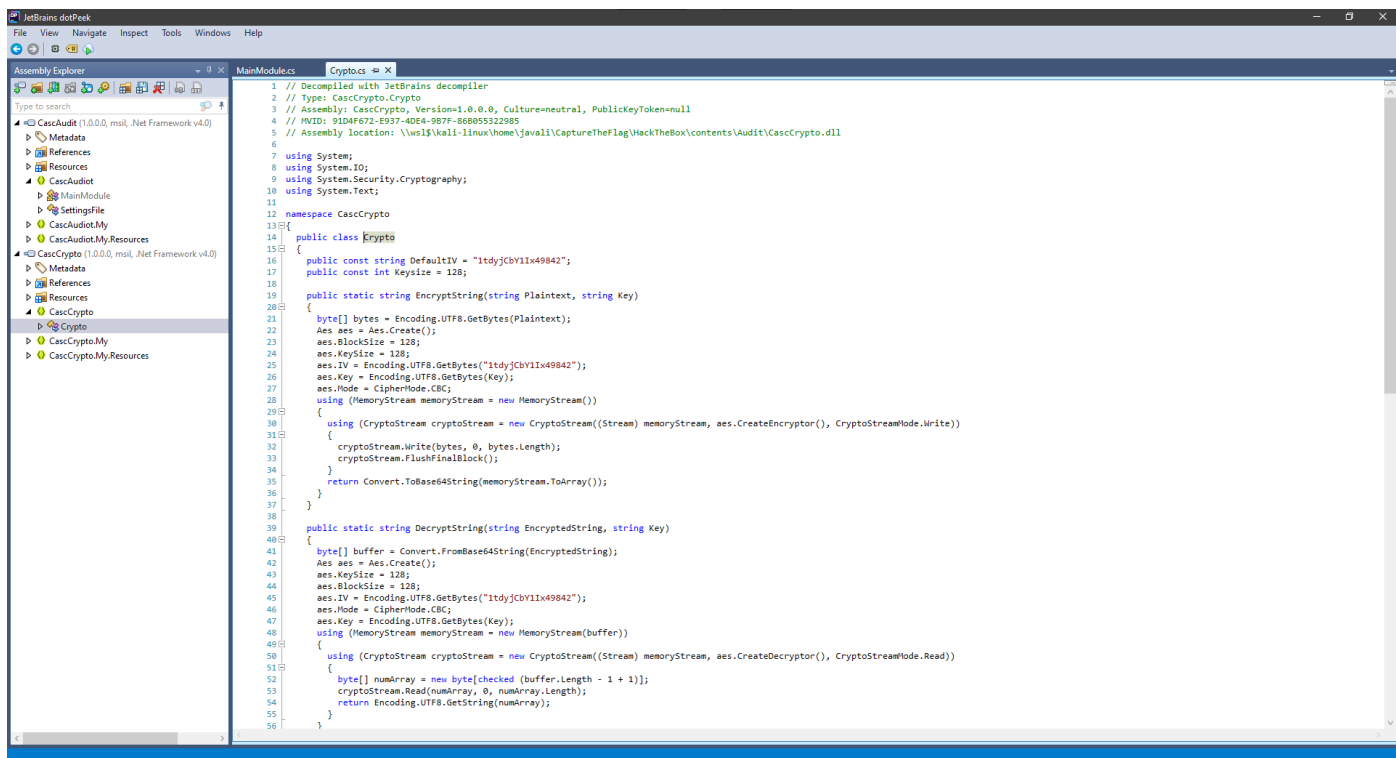 JetBrains dotPeek
File View Navigate Inspect Tools Windows Help
Assembly Explorer
MainModule.cs Crypto.cs
Type to search
CascAudit (1.0.0.0, msil, .Net Framework v4.0)
Metadata
References
Resources
CascAudiot
MainModule
SettingsFile
CascAudiot.My
CascAudiot.My.Resources
CascCrypto (1.0.0.0, msil, .Net Framework v4.0)
Metadata
References
Resources
CascCrypto
Crypto
CascCrypto.My
CascCrypto.My.Resources
1 // Decompiled with JetBrains decompiler
2 // Type: CascCrypto.Crypto
3 // Assembly: CascCrypto, Version=1.0.0.0, Culture=neutral, PublicKeyToken=null
4 // MVID: 91D4F672-E937-4DE4-9B7F-86B055322985
5 // Assembly location: \\wsl$\kali-linux\home\javali\CaptureTheFlag\HackTheBox\contents\Audit\CascCrypto.dll
6
7 using System;
8 using System.IO;
9 using System.Security.Cryptography;
10 using System.Text;
11
12 namespace CascCrypto
13 {
14 public class Crypto
15 {
16 public const string DefaultIV = "1tdyjCbY1Ix49842";
17 public const int Keysize = 128;
18
19 public static string EncryptString(string Plaintext, string Key)
20 {
21 byte[] bytes = Encoding.UTF8.GetBytes(Plaintext);
22 Aes aes = Aes.Create();
23 aes.BlockSize = 128;
24 aes.KeySize = 128;
25 aes.IV = Encoding.UTF8.GetBytes("1tdyjCbY1Ix49842");
26 aes.Key = Encoding.UTF8.GetBytes(Key);
27 aes.Mode = CipherMode.CBC;
28 using (MemoryStream memoryStream = new MemoryStream())
29 {
30 using (CryptoStream cryptoStream = new CryptoStream((Stream) memoryStream, aes.CreateEncryptor(), CryptoStreamMode.Write))
31 {
32 cryptoStream.Write(bytes, 0, bytes.Length);
33 cryptoStream.FlushFinalBlock();
34 }
35 return Convert.ToBase64String(memoryStream.ToArray());
36 }
37 }
38
39 public static string DecryptString(string EncryptedString, string Key)
40 {
41 byte[] buffer = Convert.FromBase64String(EncryptedString);
42 Aes aes = Aes.Create();
43 aes.KeySize = 128;
44 aes.BlockSize = 128;
45 aes.IV = Encoding.UTF8.GetBytes("1tdyjCbY1Ix49842");
46 aes.Mode = CipherMode.CBC;
47 aes.Key = Encoding.UTF8.GetBytes(Key);
48 using (MemoryStream memoryStream = new MemoryStream(buffer))
49 {
50 using (CryptoStream cryptoStream = new CryptoStream((Stream) memoryStream, aes.CreateDecryptor(), CryptoStreamMode.Read))
51 {
52 byte[] numArray = new byte[checked (buffer.Length - 1 + 1)];
53 cryptoStream.Read(numArray, 0, numArray.Length);
54 return Encoding.UTF8.GetString(numArray);
55 }
56 }